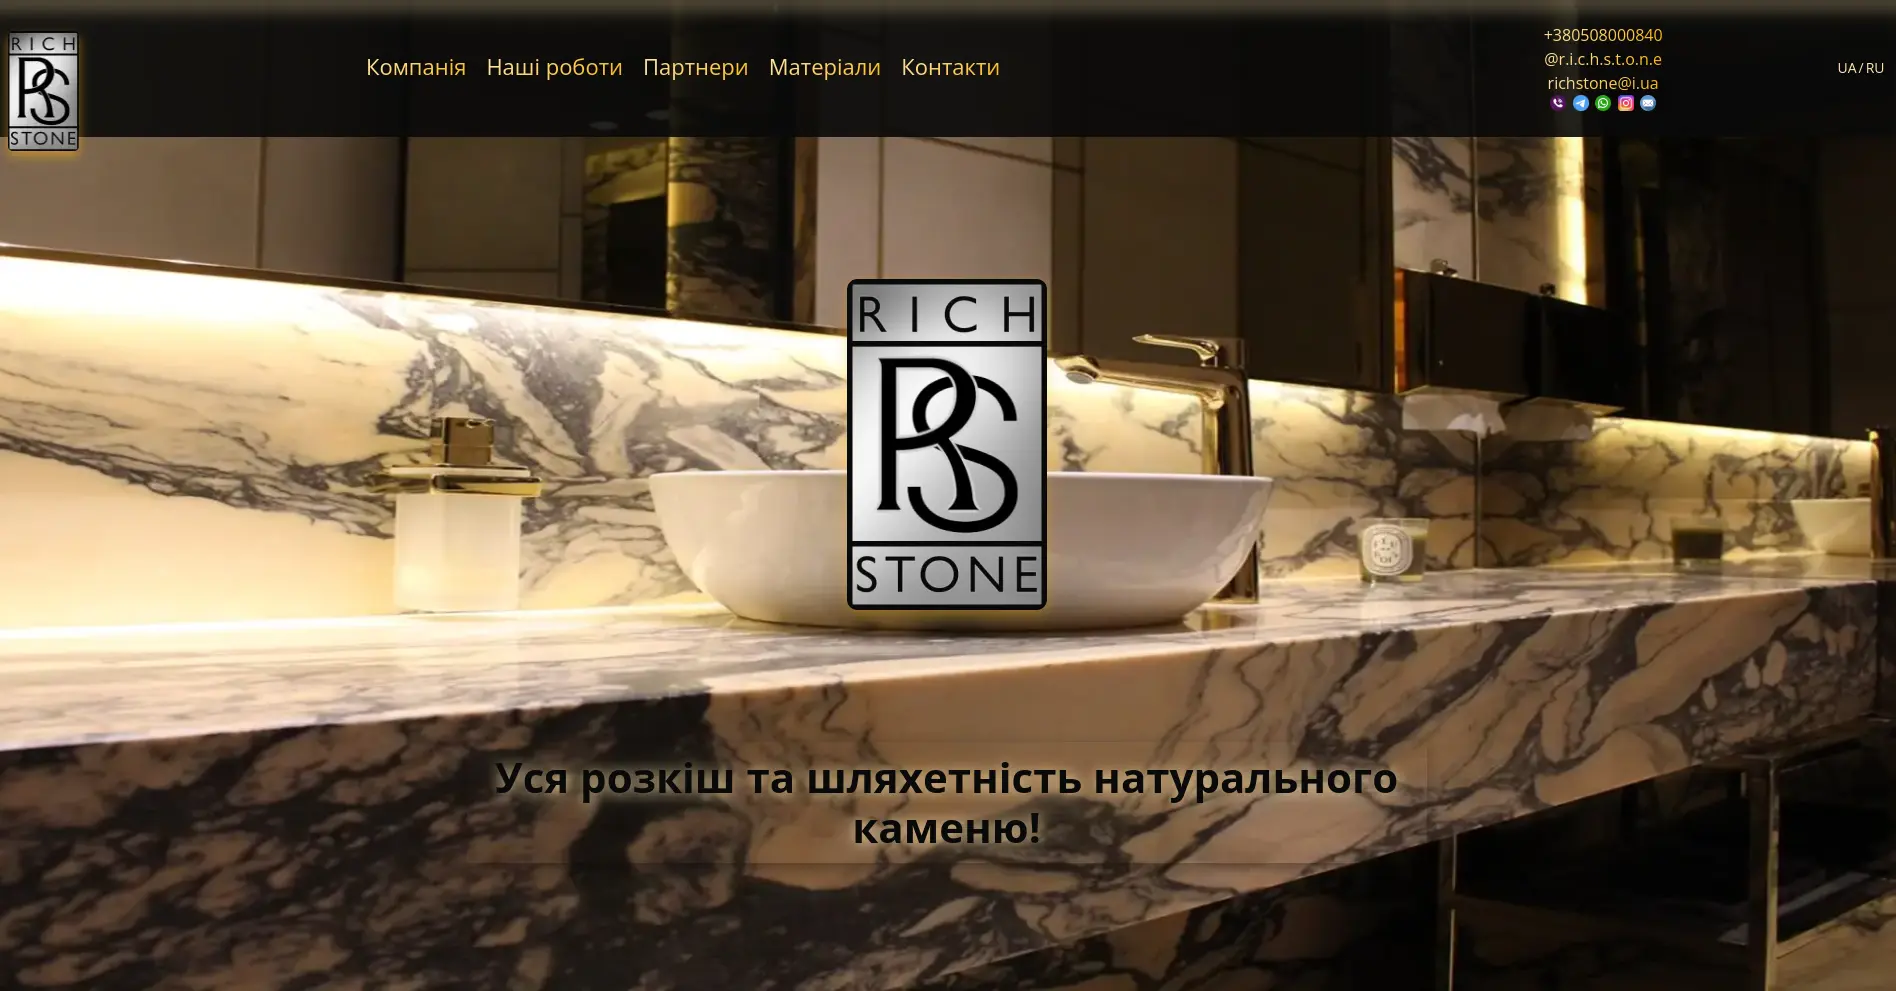 RICH
RS
STONE
Компанія
Наші роботи
Партнери
Матеріали
Контакти
+380508000840
@r.i.c.h.s.t.o.n.e
richstone@i.ua
UA / RU
RICH
RS
STONE
Уся розкіш та шляхетність натурального
каменю!